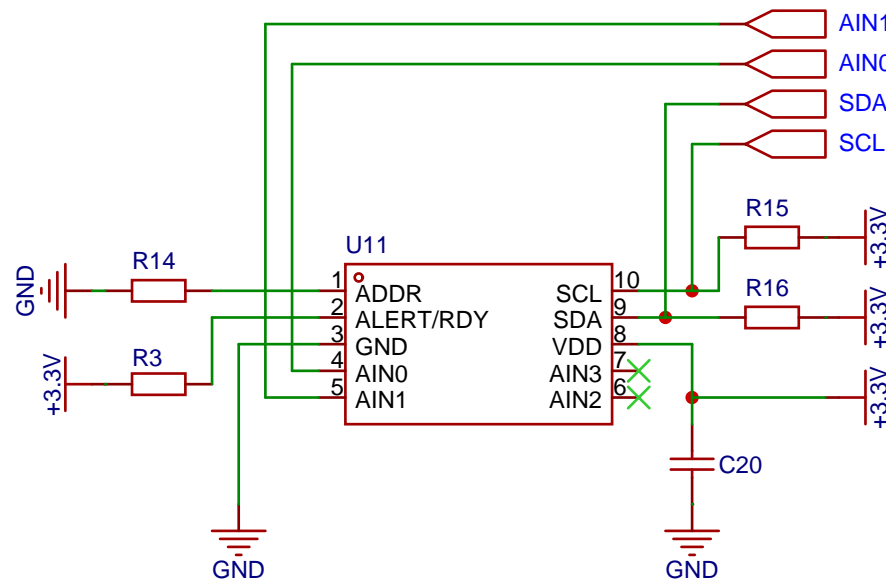 AIN1
AIN0
SDA
SCL
R15
+3.3V
U11
R14
GND
1
ADDR
SCL
10
R16
+3.3V
2
ALERT/RDY
SDA
9
3
GND
VDD
8
R3
+3.3V
4
AIN0
AIN3
7
5
AIN1
AIN2
6
+3.3V
C20
GND
GND